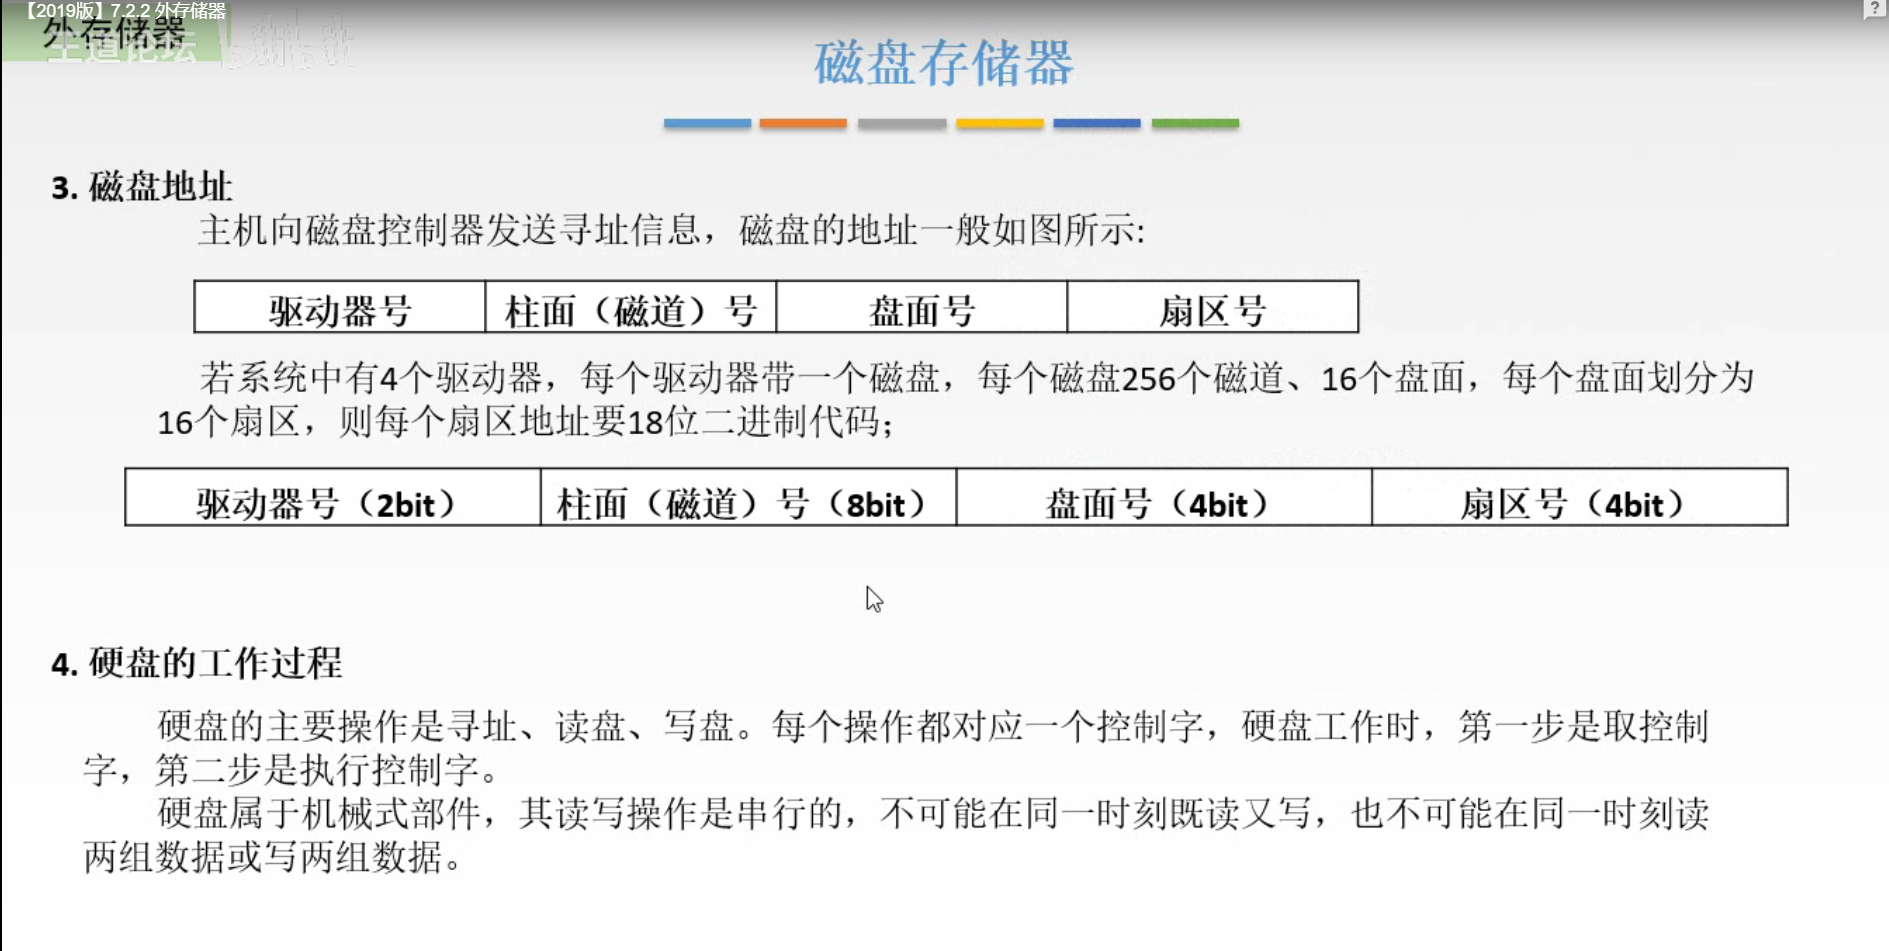 【2019版】7.2.2 外存储器
外存储器
王道论坛 bilibili
磁盘存储器
3. 磁盘地址
主机向磁盘控制器发送寻址信息，磁盘的地址一般如图所示:
驱动器号 柱面（磁道）号 盘面号 扇区号
若系统中有4个驱动器，每个驱动器带一个磁盘，每个磁盘256个磁道、16个盘面，每个盘面划分为
16个扇区，则每个扇区地址要18位二进制代码；
驱动器号（2bit） 柱面（磁道）号（8bit） 盘面号（4bit） 扇区号（4bit）
4. 硬盘的工作过程
硬盘的主要操作是寻址、读盘、写盘。每个操作都对应一个控制字，硬盘工作时，第一步是取控制
字，第二步是执行控制字。
硬盘属于机械式部件，其读写操作是串行的，不可能在同一时刻既读又写，也不可能在同一时刻读
两组数据或写两组数据。
?